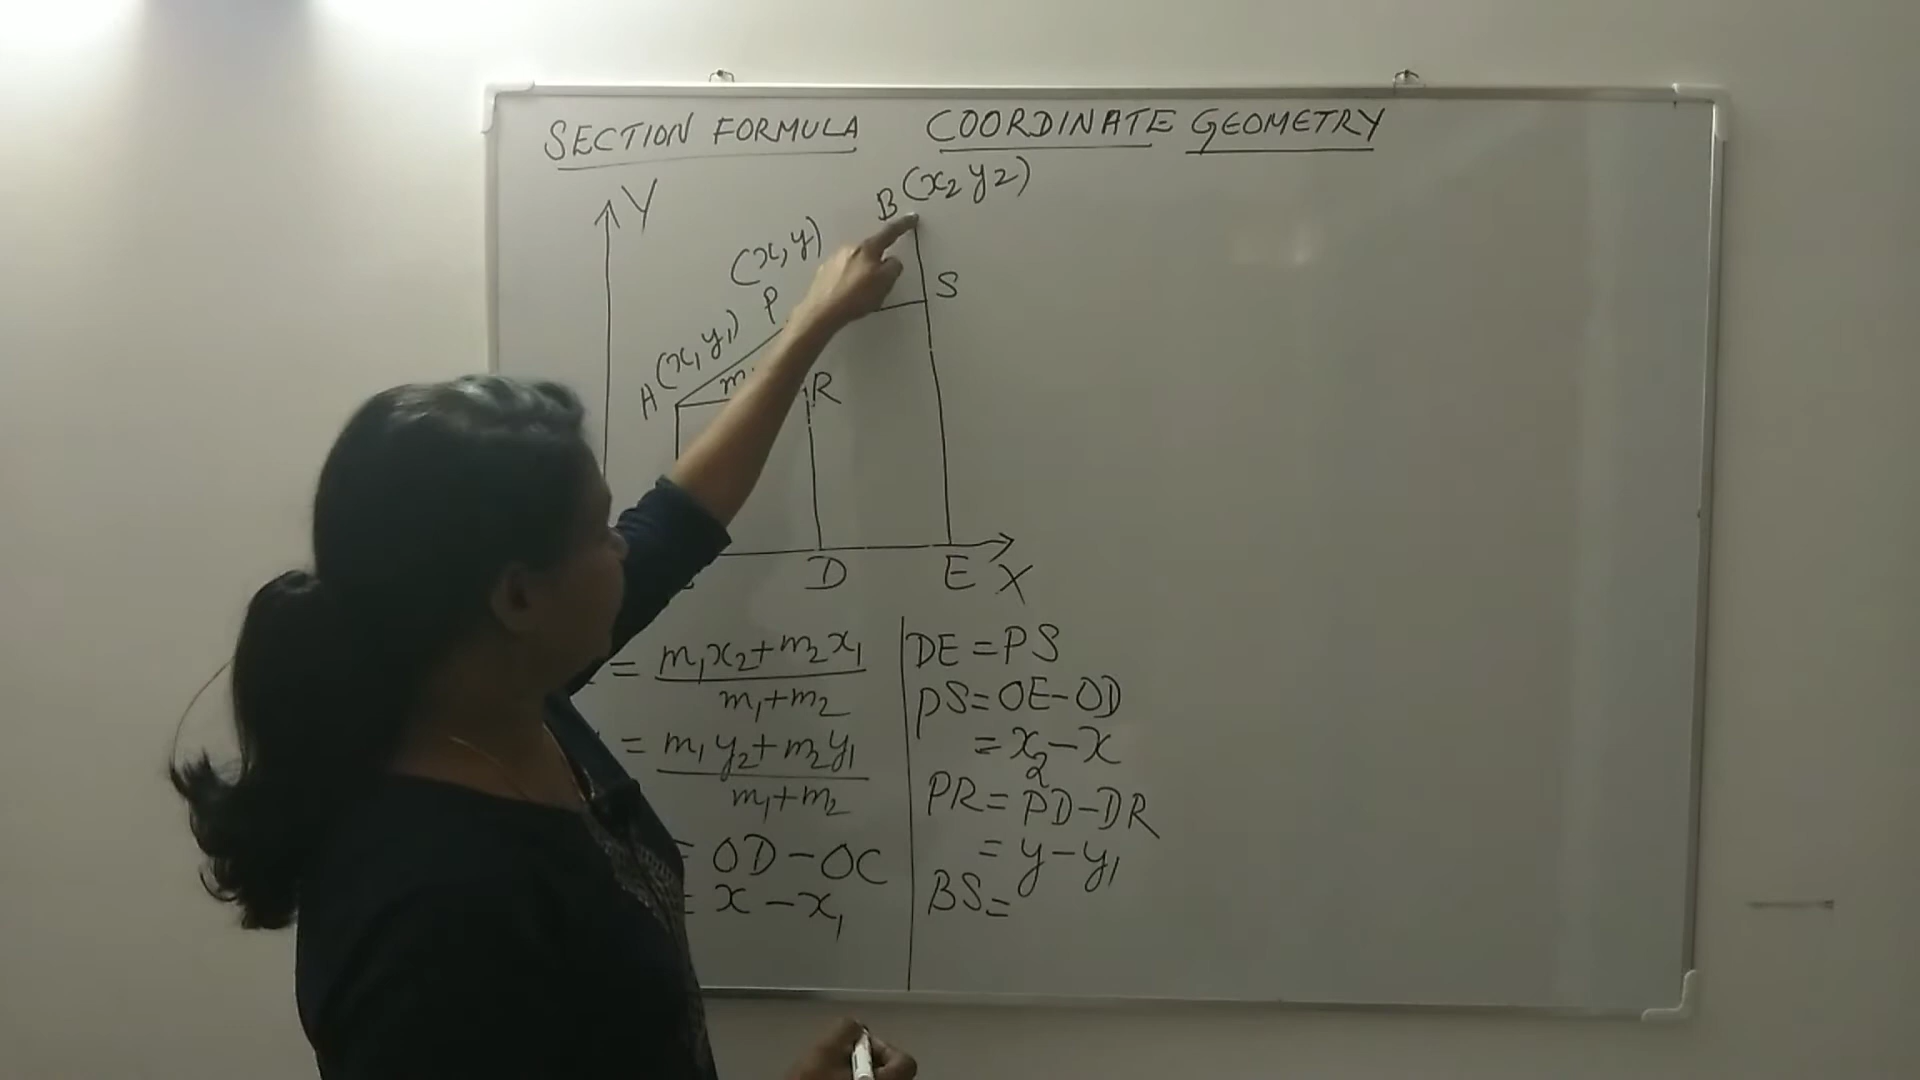 SECTION FORMULA COORDINATE GEOMETRY
Y
B (x₂ y₂)
(x, y)
P
S
A (x₁ y₁)
m
R
D E X
= m₁x₂+m₂x₁
m₁+m₂
= m₁y₂+m₂y₁
m₁+m₂
= OD - OC
= x - x₁
DE = PS
PS = OE - OD
= x₂ - x
PR = PD - DR
= y - y₁
BS =